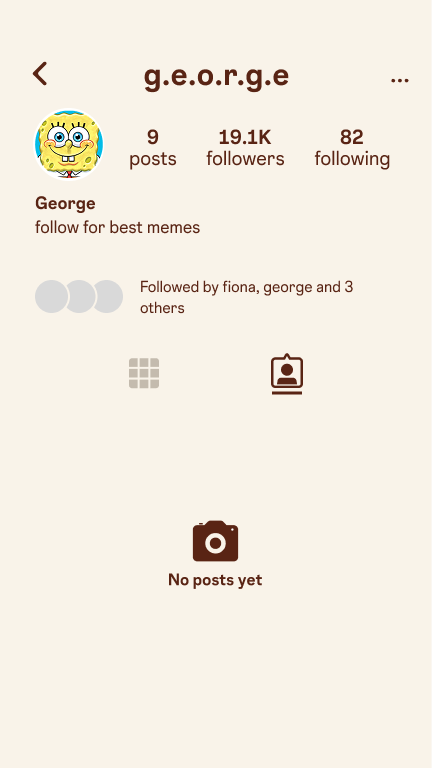 g.e.o.r.g.e
...
9 19.1K 82
posts followers following
George
follow for best memes
Followed by fiona, george and 3
others
No posts yet